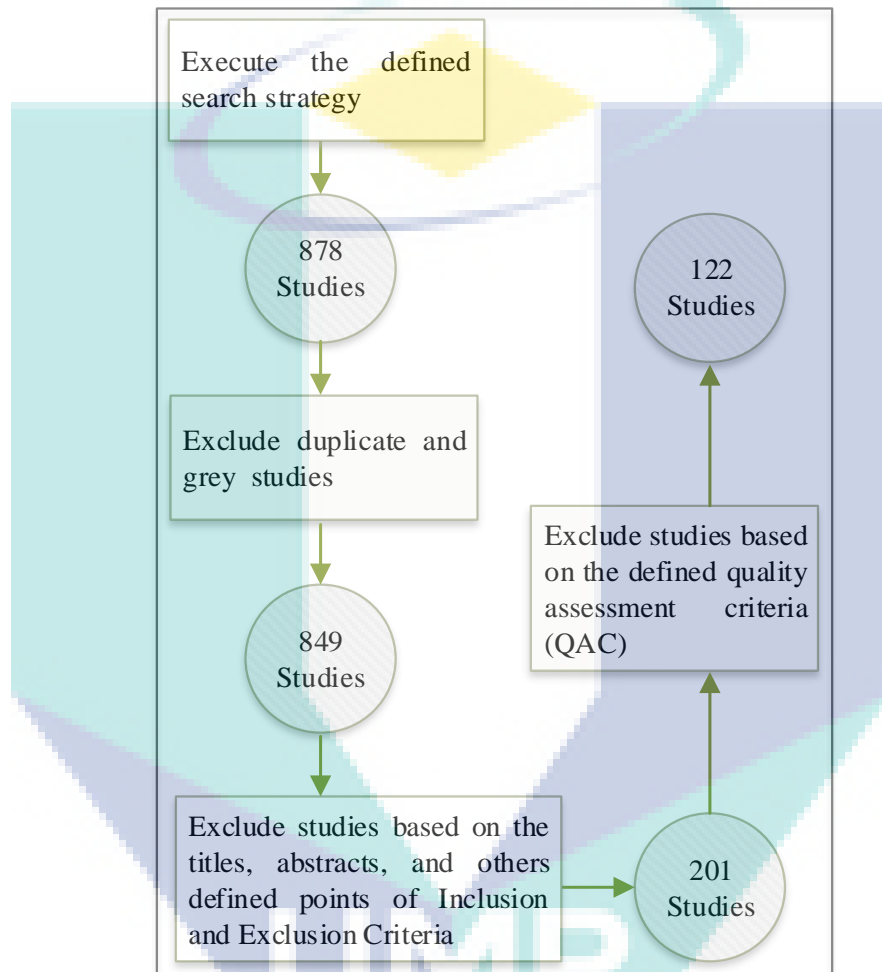 Execute the defined
search strategy
878
Studies
Exclude duplicate and
grey studies
849
Studies
Exclude studies based on the
titles, abstracts, and others
defined points of Inclusion
and Exclusion Criteria
201
Studies
Exclude studies based
on the defined quality
assessment criteria
(QAC)
122
Studies
UMP